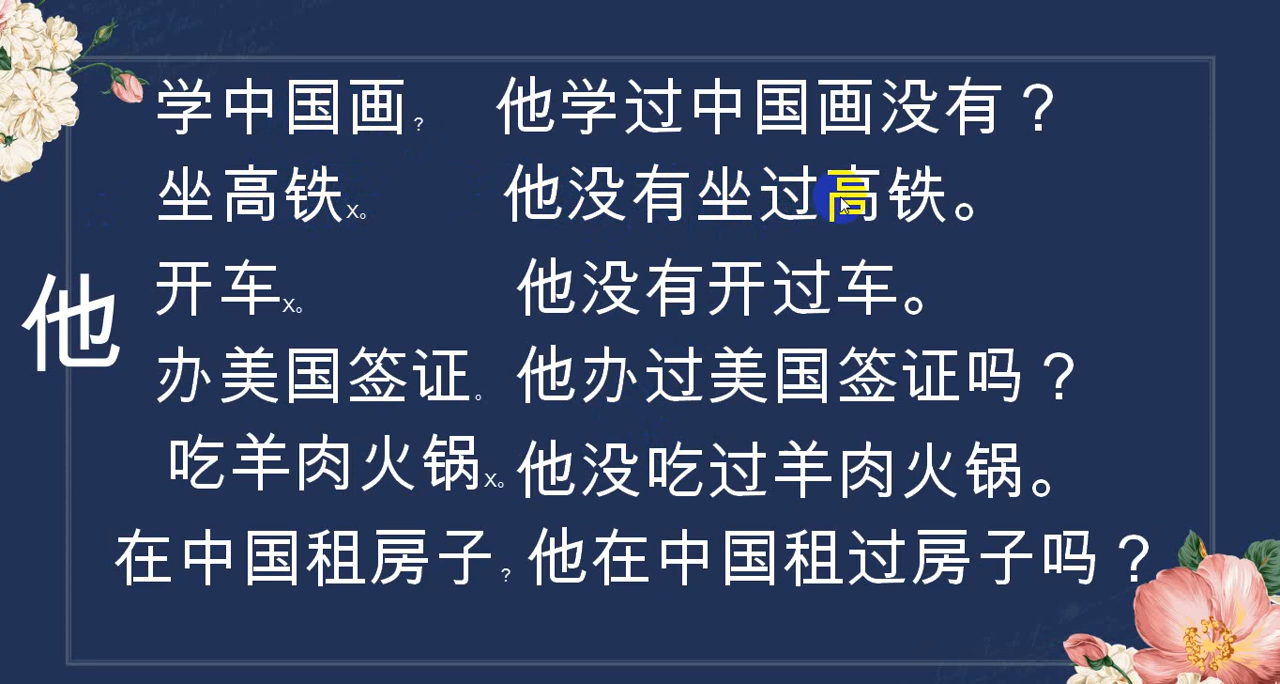 学中国画? 他学过中国画没有？
坐高铁x。 他没有坐过高铁。
开车x。 他没有开过车。
他
办美国签证。 他办过美国签证吗？
吃羊肉火锅x。 他没吃过羊肉火锅。
在中国租房子? 他在中国租过房子吗？